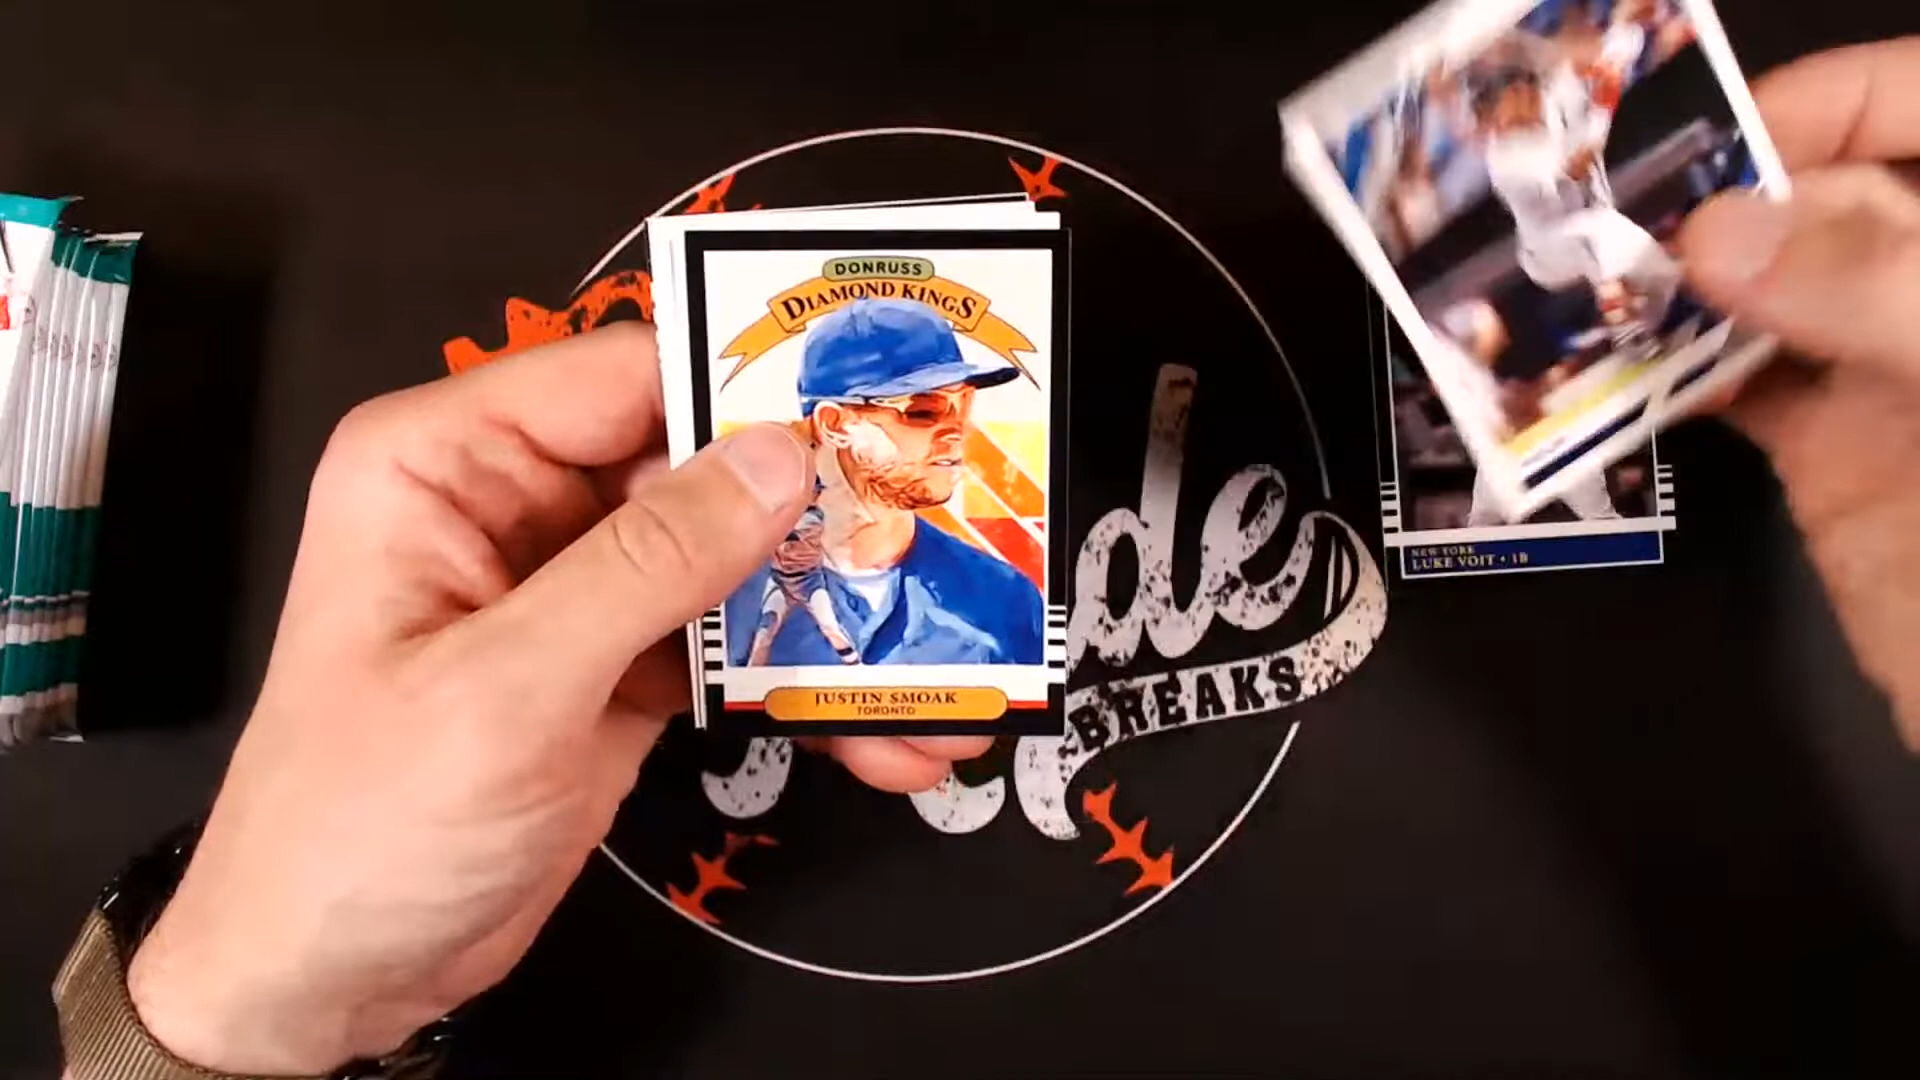 DONRUSS
DIAMOND KINGS
JUSTIN SMOAK
TORONTO
NEW YORK
LUKE VOIT • 1B
BREAKS